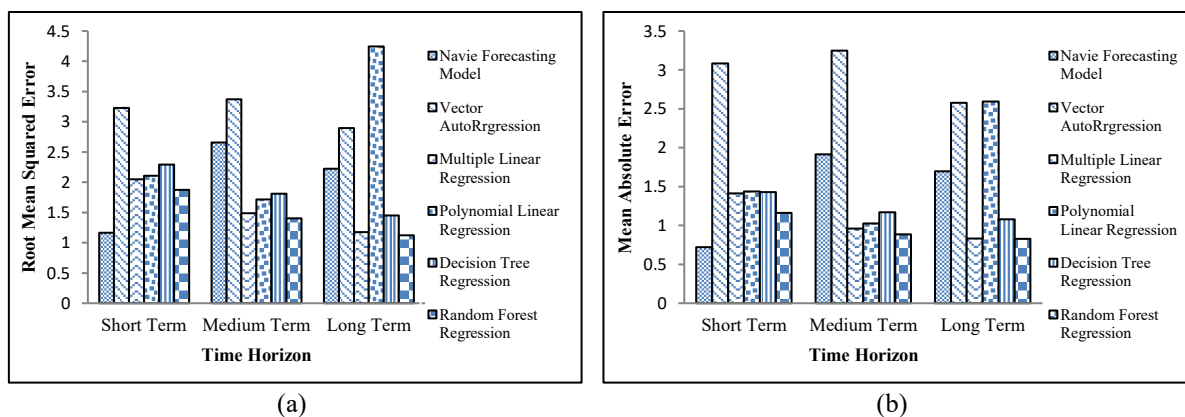 Root Mean Squared Error
4.5
4
3.5
3
2.5
2
1.5
1
0.5
0
Short Term Medium Term Long Term
Time Horizon
Navie Forecasting
Model
Vector
AutoRrgression
Multiple Linear
Regression
Polynomial Linear
Regression
Decision Tree
Regression
Random Forest
Regression
(a)
Mean Absolute Error
3.5
3
2.5
2
1.5
1
0.5
0
Short Term Medium Term Long Term
Time Horizon
Navie Forecasting
Model
Vector
AutoRrgression
Multiple Linear
Regression
Polynomial
Linear Regression
Decision Tree
Regression
Random Forest
Regression
(b)